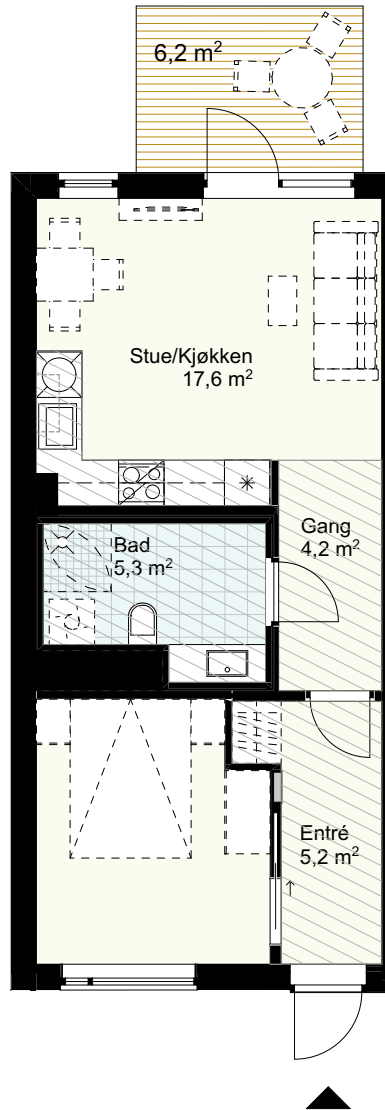 6,2 m²
Stue/Kjøkken
17,6 m²
Gang
4,2 m²
Bad
5,3 m²
Entré
5,2 m²